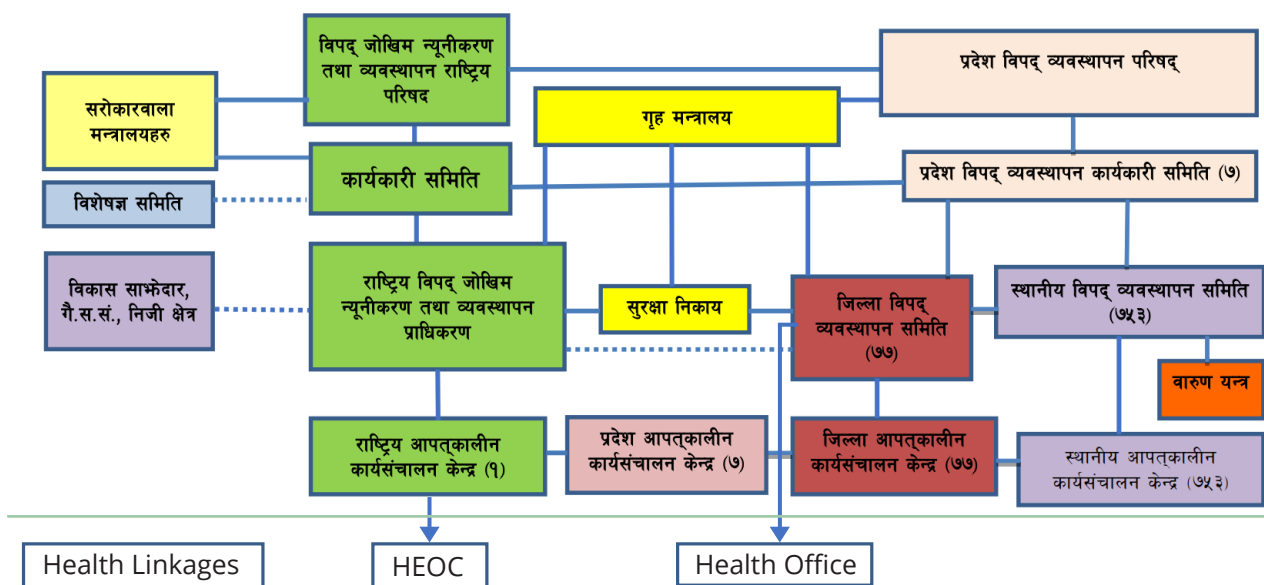 विपद् जोखिम न्यूनीकरण
तथा व्यवस्थापन राष्ट्रिय
परिषद
प्रदेश विपद् व्यवस्थापन परिषद्
सरोकारवाला
मन्त्रालयहरु
गृह मन्त्रालय
कार्यकारी समिति
प्रदेश विपद् व्यवस्थापन कार्यकारी समिति (७)
विशेषज्ञ समिति
विकास साझेदार,
गै.स.सं., निजी क्षेत्र
राष्ट्रिय विपद् जोखिम
न्यूनीकरण तथा व्यवस्थापन
प्राधिकरण
सुरक्षा निकाय
जिल्ला विपद्
व्यवस्थापन समिति
(७७)
स्थानीय विपद् व्यवस्थापन समिति
(७५३)
वारुण यन्त्र
राष्ट्रिय आपत्कालीन
कार्यसंचालन केन्द्र (१)
प्रदेश आपत्कालीन
कार्यसंचालन केन्द्र (७)
जिल्ला आपत्कालीन
कार्यसंचालन केन्द्र (७७)
स्थानीय आपत्कालीन
कार्यसंचालन केन्द्र (७५३)
Health Linkages
HEOC
Health Office